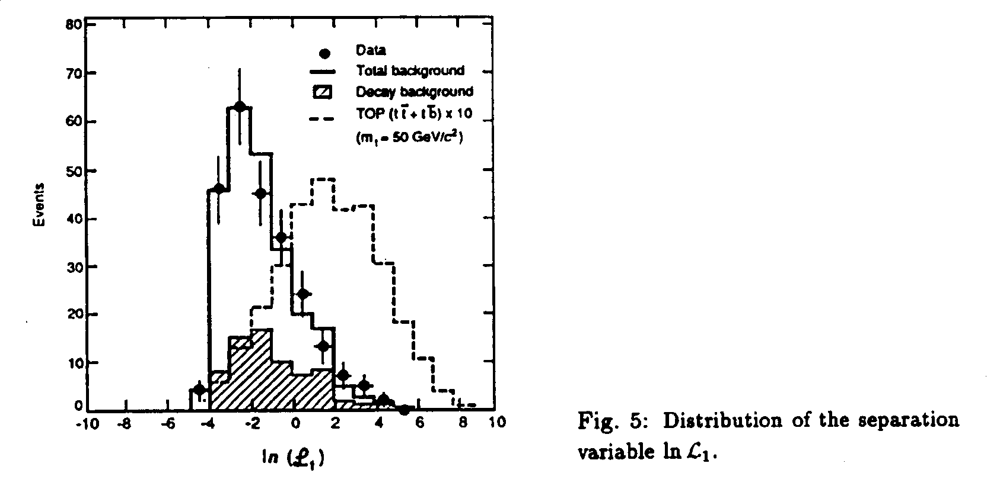 80
70
60
50
40
30
20
10
0
Events
Data
Total background
Decay background
TOP (t t̄ + t b̄) x 10
(mₜ = 50 GeV/c²)
-10 -8 -6 -4 -2 0 2 4 6 8 10
ln (ℒ₁)
Fig. 5: Distribution of the separation
variable ln ℒ₁.